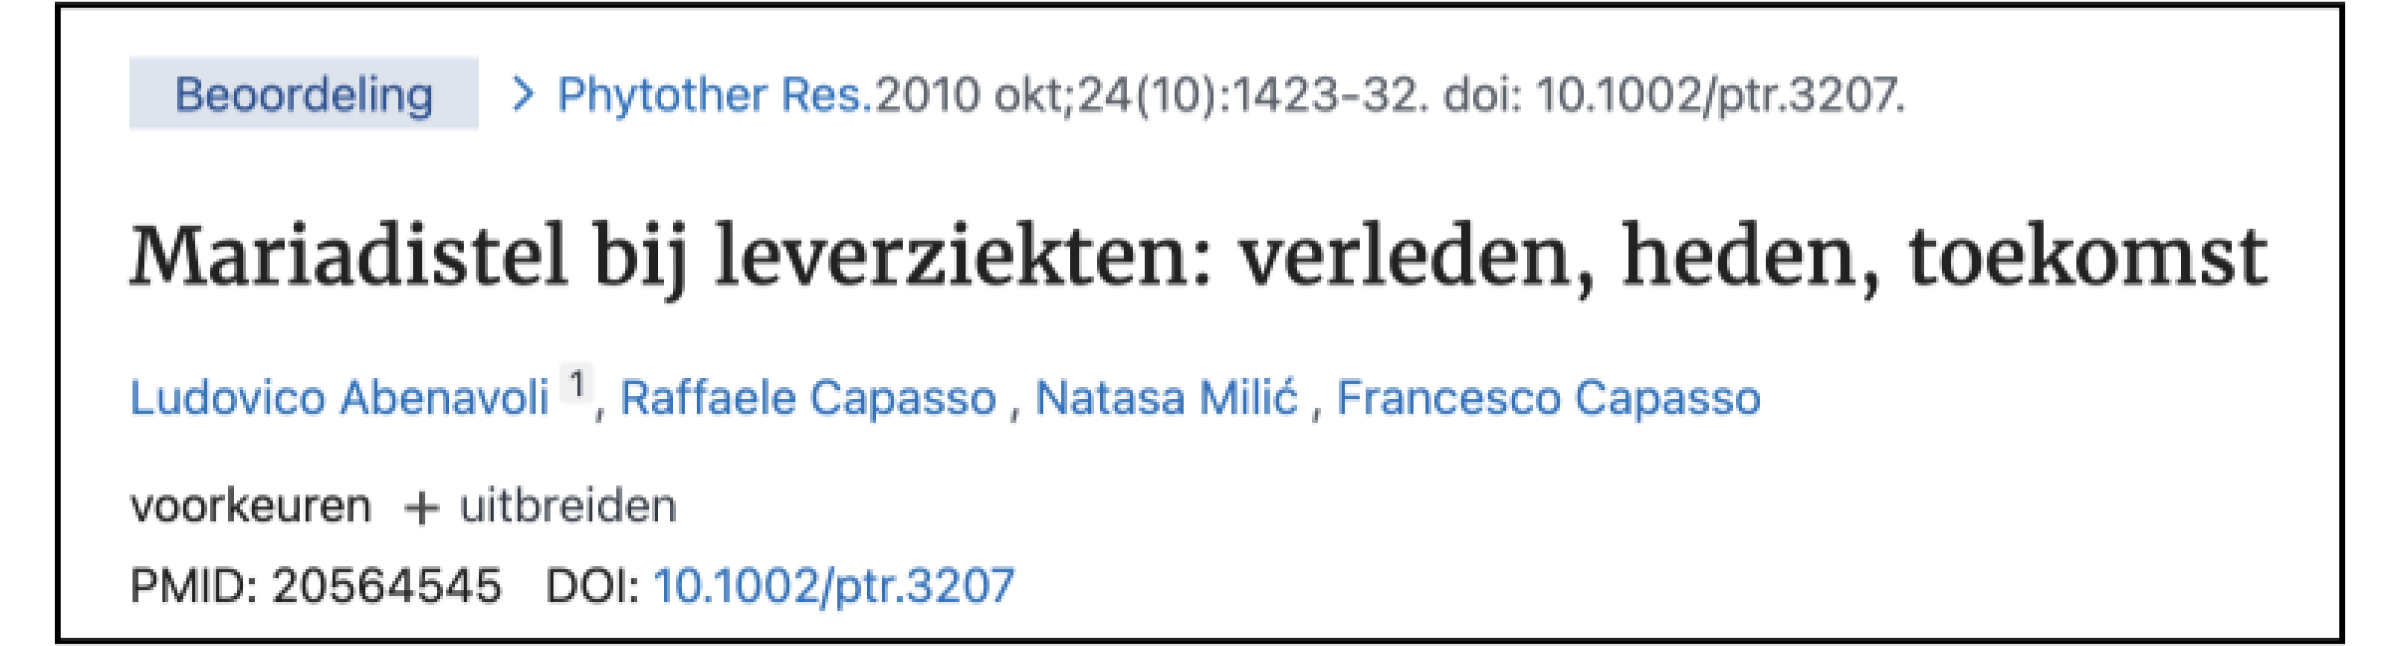 Beoordeling > Phytother Res.2010 okt;24(10):1423-32. doi: 10.1002/ptr.3207.
Mariadistel bij leverziekten: verleden, heden, toekomst
Ludovico Abenavoli 1 , Raffaele Capasso , Natasa Milić , Francesco Capasso
voorkeuren + uitbreiden
PMID: 20564545 DOI: 10.1002/ptr.3207